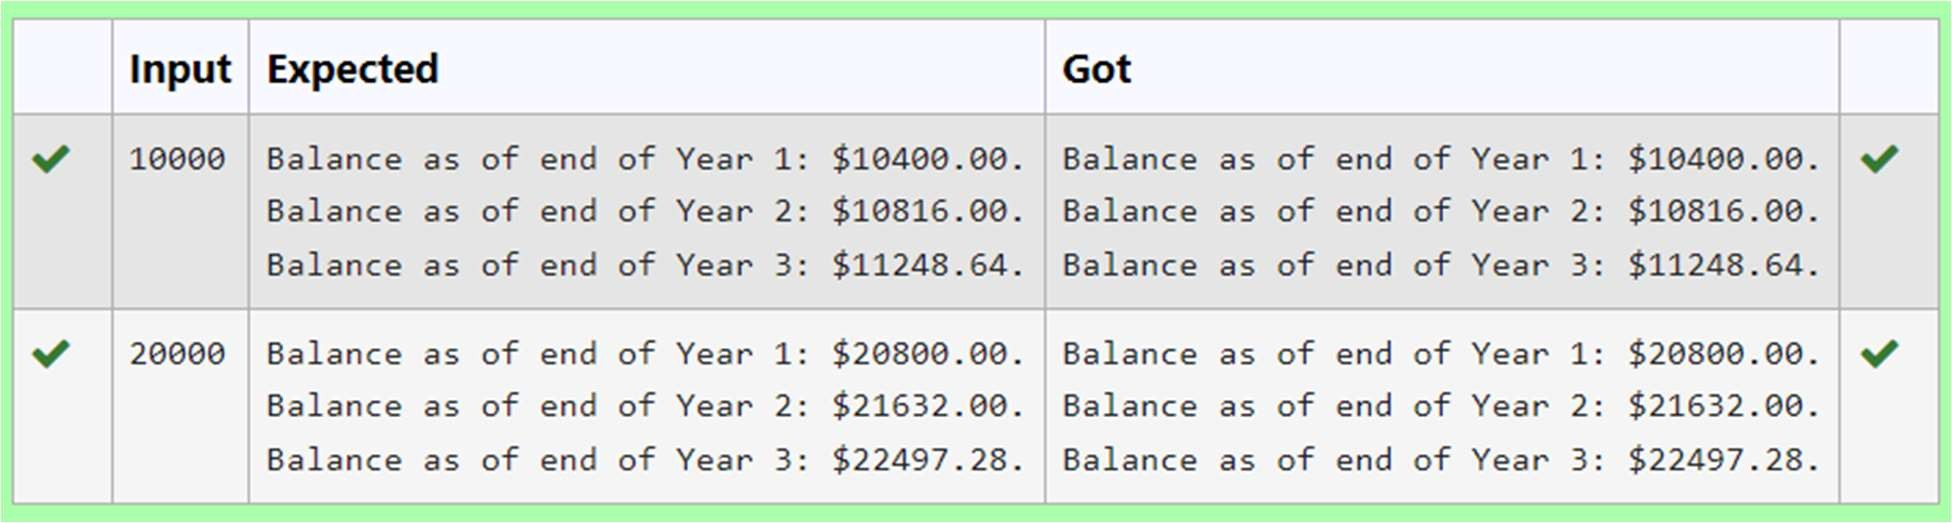 Input Expected Got
10000 Balance as of end of Year 1: $10400.00. Balance as of end of Year 1: $10400.00.
Balance as of end of Year 2: $10816.00. Balance as of end of Year 2: $10816.00.
Balance as of end of Year 3: $11248.64. Balance as of end of Year 3: $11248.64.
20000 Balance as of end of Year 1: $20800.00. Balance as of end of Year 1: $20800.00.
Balance as of end of Year 2: $21632.00. Balance as of end of Year 2: $21632.00.
Balance as of end of Year 3: $22497.28. Balance as of end of Year 3: $22497.28.